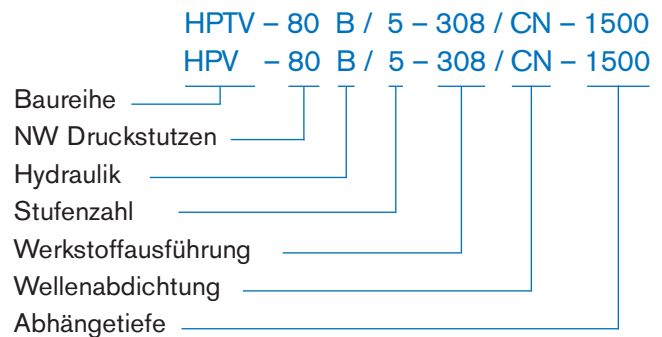 HPTV – 80 B / 5 – 308 / CN – 1500
HPV – 80 B / 5 – 308 / CN – 1500
Baureihe
NW Druckstutzen
Hydraulik
Stufenzahl
Werkstoffausführung
Wellenabdichtung
Abhängetiefe